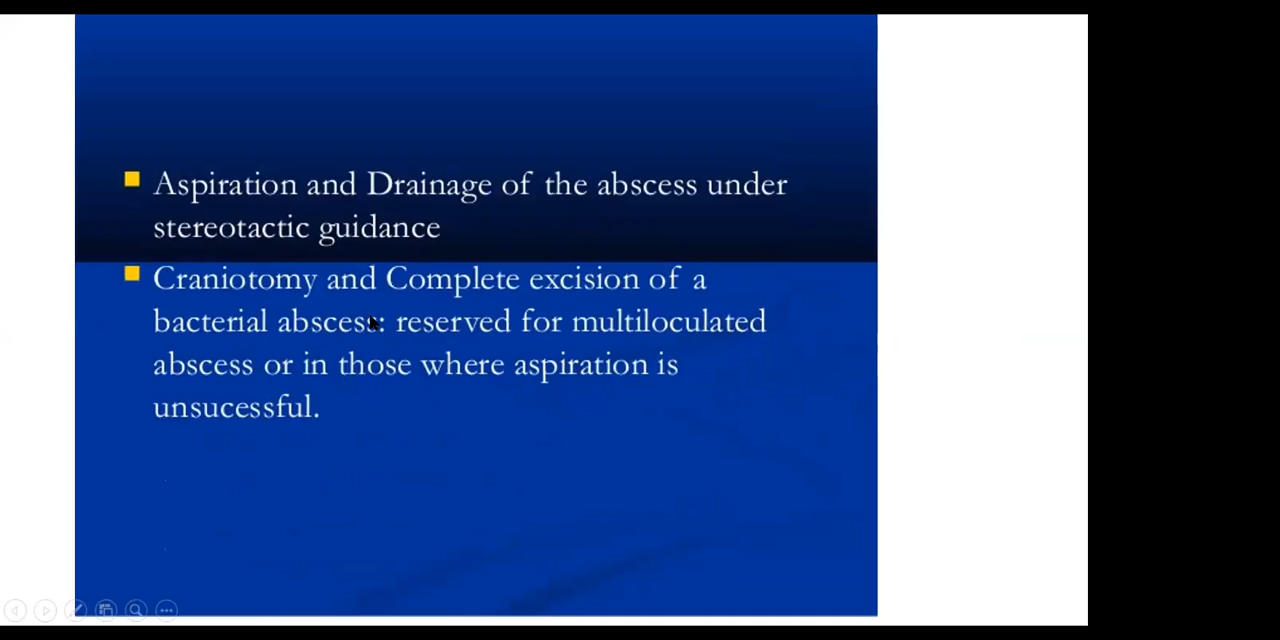 Aspiration and Drainage of the abscess under
stereotactic guidance
Craniotomy and Complete excision of a
bacterial abscess: reserved for multiloculated
abscess or in those where aspiration is
unsucessful.